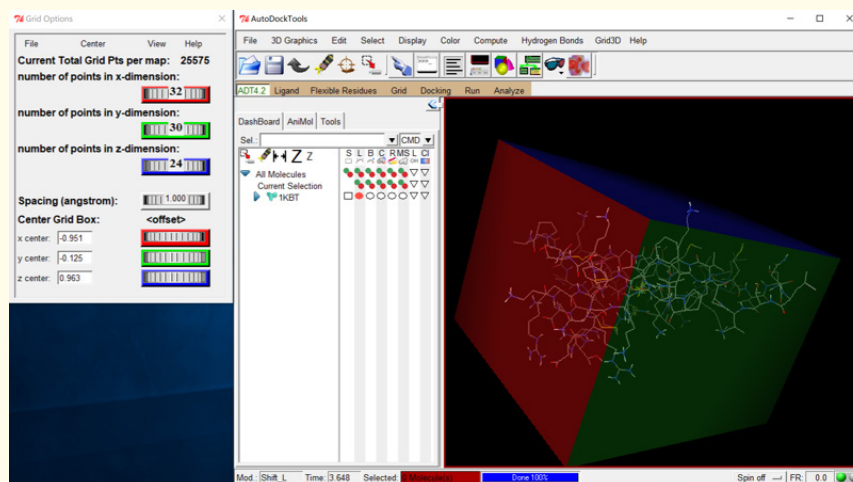 Grid Options
File Center View Help
Current Total Grid Pts per map: 25575
number of points in x-dimension:
32
number of points in y-dimension:
30
number of points in z-dimension:
24
Spacing (angstrom): 1.000
Center Grid Box: <offset>
x center: -0.951
y center: -0.125
z center: 0.963
AutoDockTools
File 3D Graphics Edit Select Display Color Compute Hydrogen Bonds Grid3D Help
ADT4.2 Ligand Flexible Residues Grid Docking Run Analyze
DashBoard AniMol Tools
Sel.: CMD
Z Z S L B C R MS L Cl
All Molecules
Current Selection
1KBT
Mod.: Shift_L Time: 3.648 Selected: Done 100% Spin off FR: 0.0